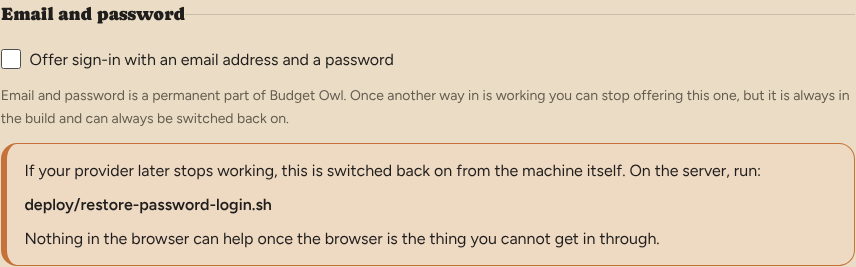 Email and password
Offer sign-in with an email address and a password
Email and password is a permanent part of Budget Owl. Once another way in is working you can stop offering this one, but it is always in
the build and can always be switched back on.
If your provider later stops working, this is switched back on from the machine itself. On the server, run:
deploy/restore-password-login.sh
Nothing in the browser can help once the browser is the thing you cannot get in through.